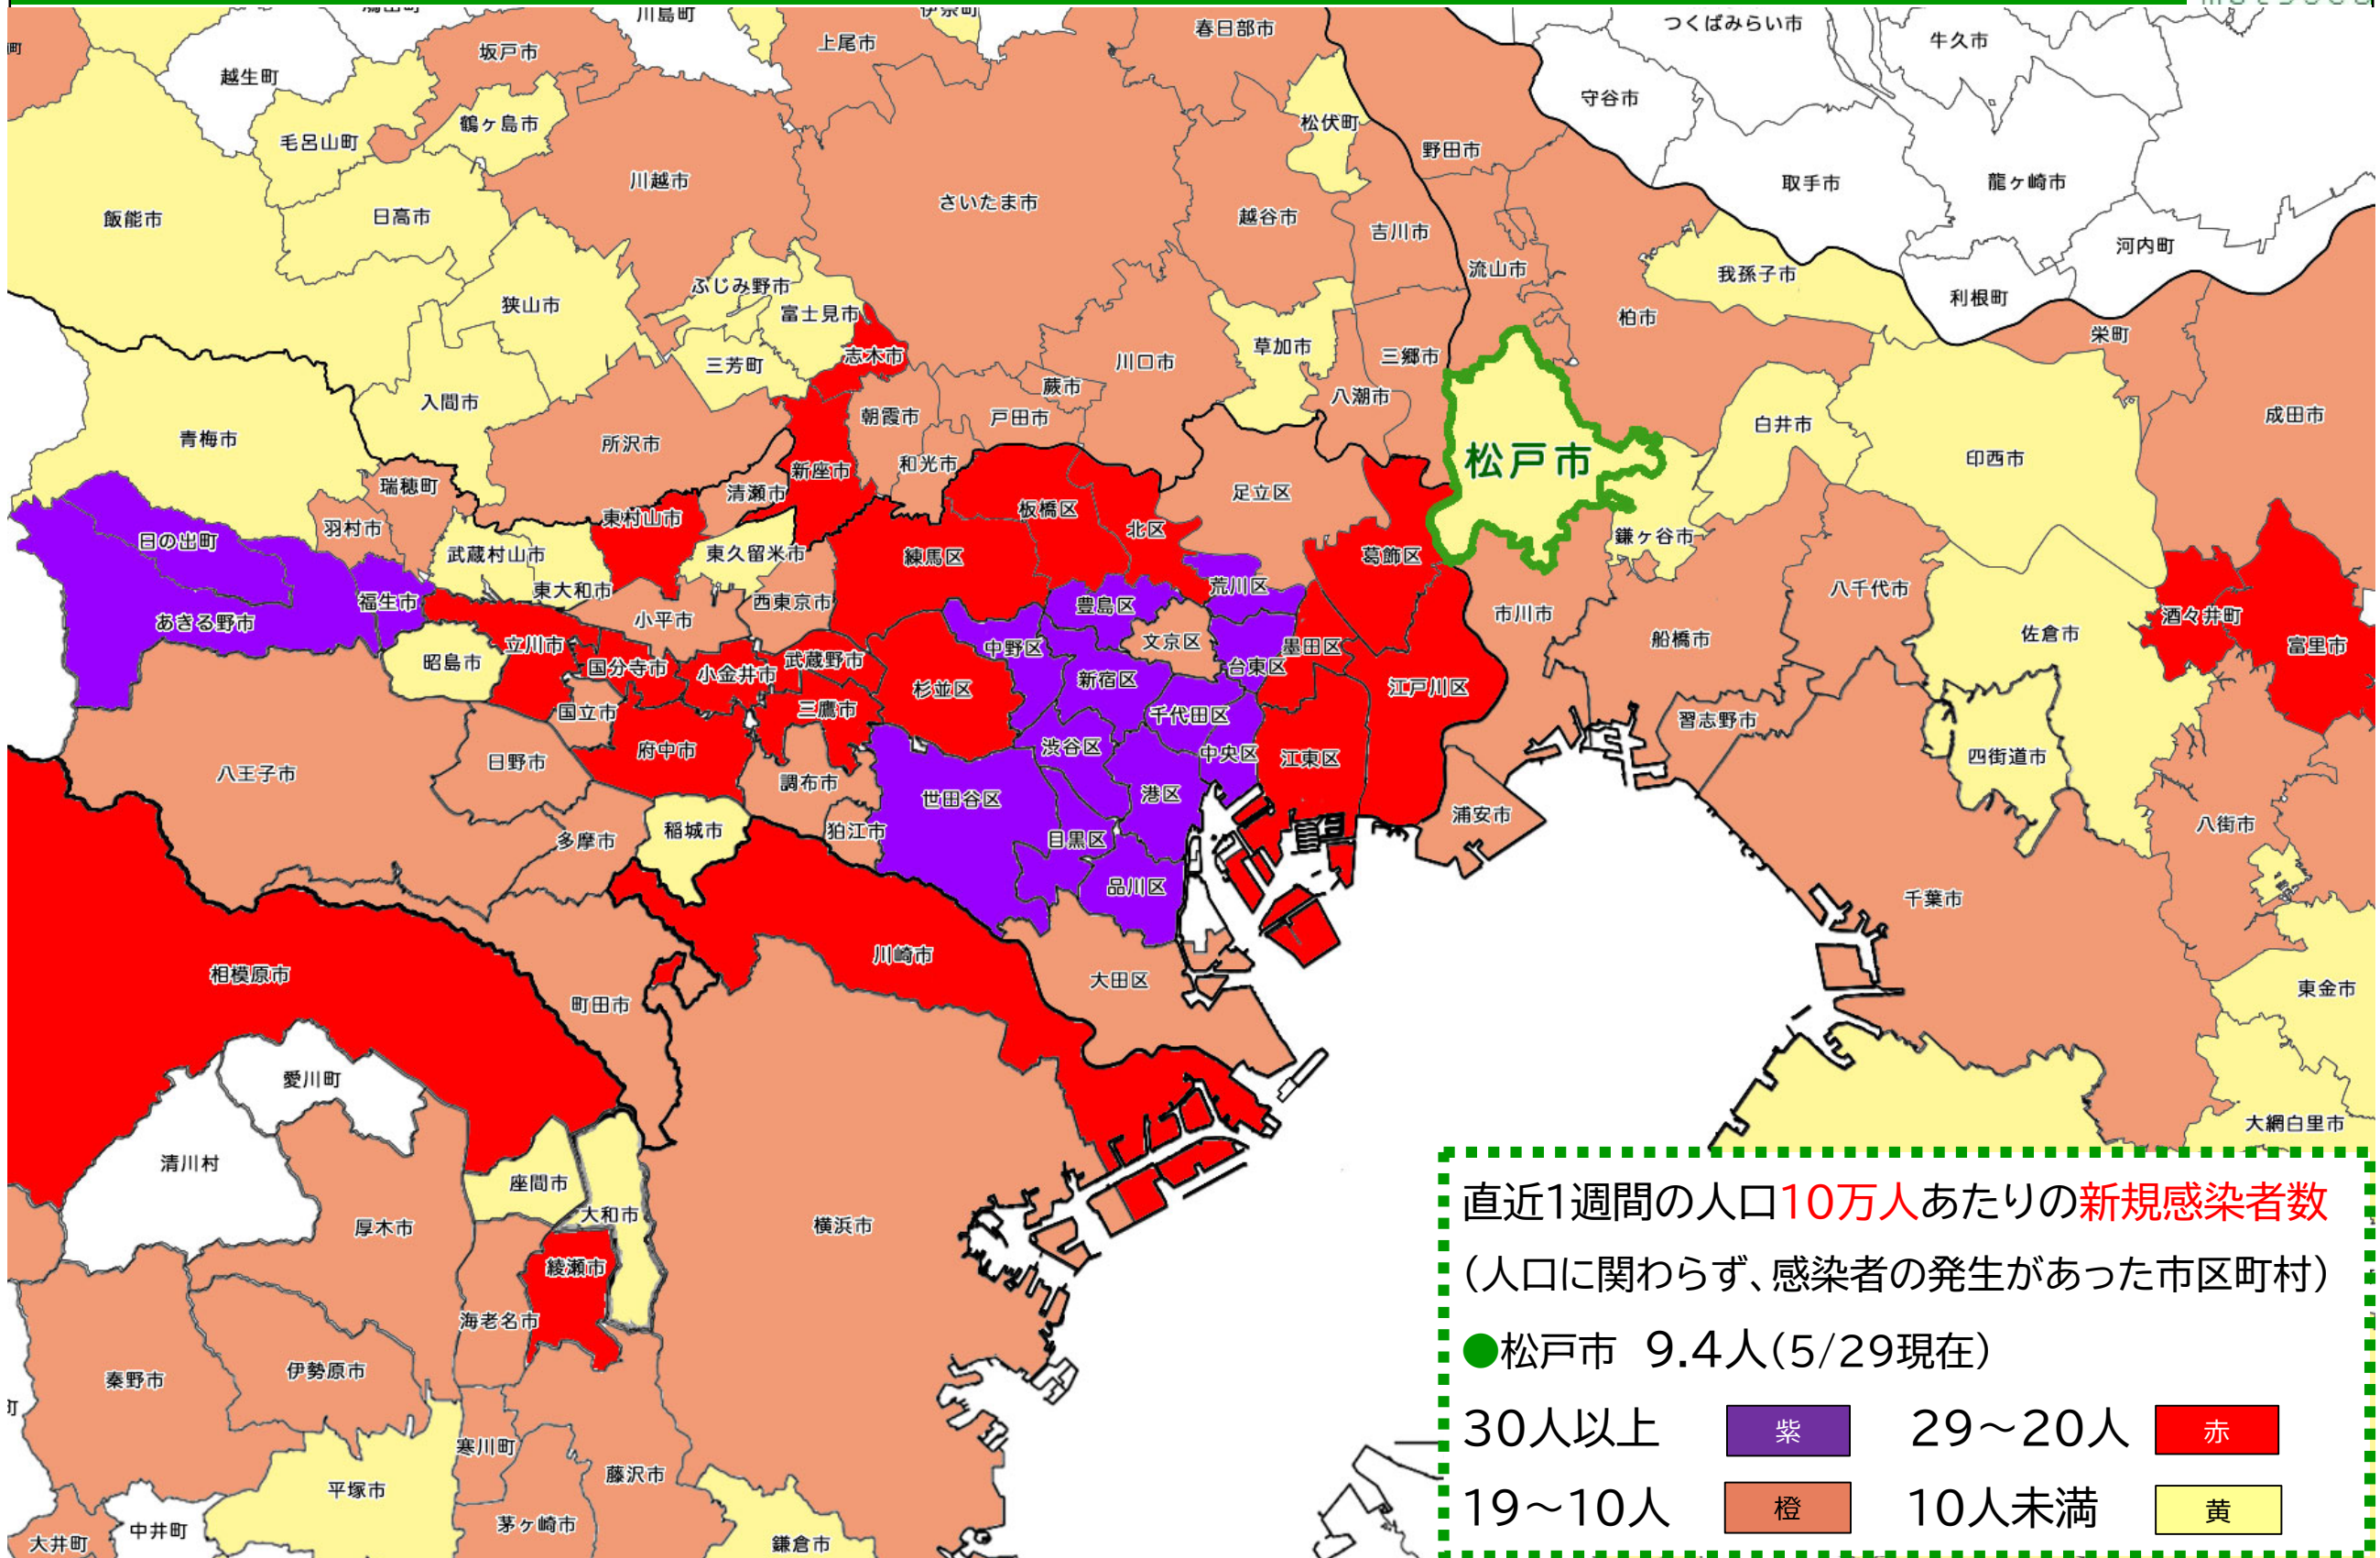 春日部市 つくばみらい市
坂戸市 上尾市 牛久市
越生町
守谷市
毛呂山町 鶴ヶ島市 松伏町
野田市
川越市 さいたま市 取手市 龍ヶ崎市
飯能市 日高市 越谷市
吉川市 河内町
流山市 我孫子市
ふじみ野市
狭山市 富士見市 利根町
柏市 栄町
志木市 草加市
三芳町 川口市 三郷市
蕨市
入間市 八潮市
朝霞市 戸田市 成田市
青梅市 所沢市 白井市
松戸市 印西市
新座市 和光市
瑞穂町 清瀬市 足立区
板橋区
羽村市 東村山市 北区
日の出町 鎌ヶ谷市
武蔵村山市 東久留米市 練馬区 葛飾区
東大和市 荒川区 八千代市
福生市 西東京市 豊島区
あきる野市 小平市 市川市 酒々井町
立川市 中野区 文京区 墨田区 船橋市 佐倉市 富里市
昭島市 国分寺市 小金井市 武蔵野市 台東区
杉並区 新宿区 江戸川区
国立市 三鷹市 千代田区 習志野市
府中市 渋谷区 中央区 江東区 四街道市
八王子市 日野市 調布市
世田谷区 港区
稲城市 狛江市 浦安市 八街市
多摩市 目黒区
品川区
千葉市
川崎市
相模原市 大田区 東金市
町田市
愛川町
大網白里市
清川村
座間市
大和市
厚木市 横浜市
綾瀬市
海老名市
伊勢原市
秦野市
寒川町
藤沢市
平塚市
茅ヶ崎市
中井町
大井町 鎌倉市
直近1週間の人口10万人あたりの新規感染者数
(人口に関わらず、感染者の発生があった市区町村)
●松戸市 9.4人(5/29現在)
30人以上 紫 29～20人 赤
19～10人 橙 10人未満 黄